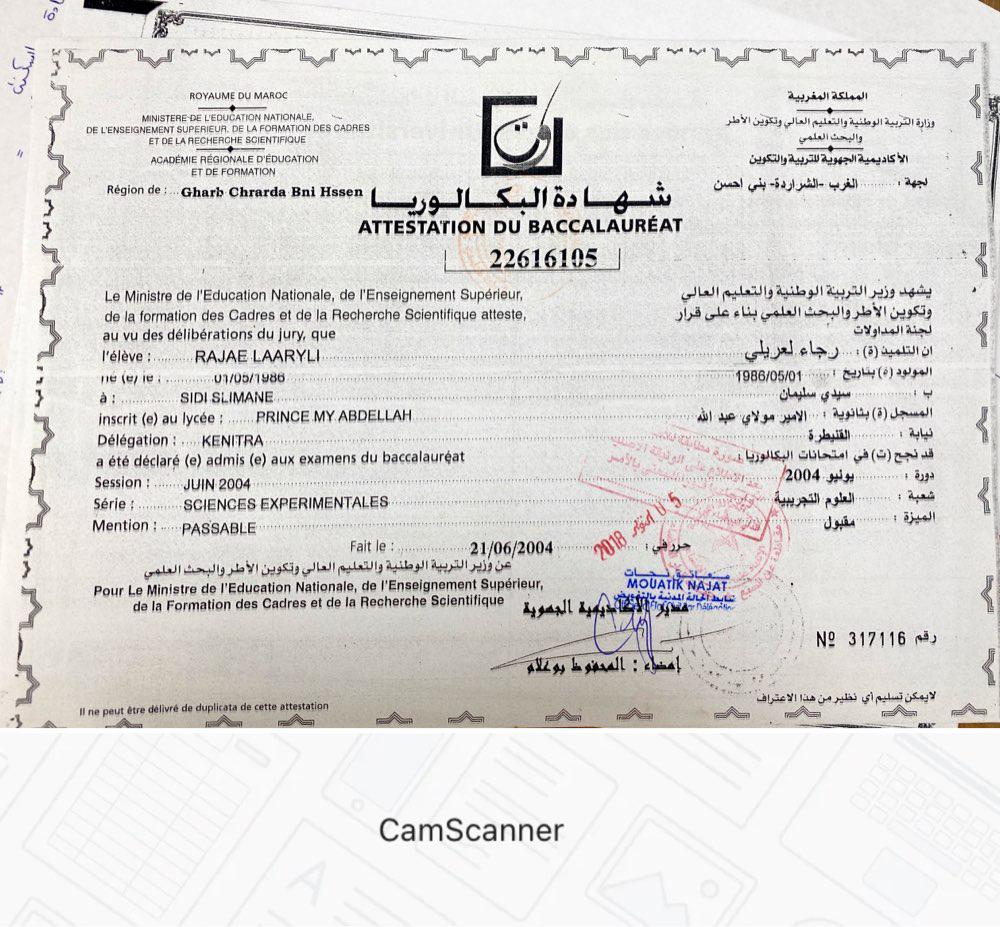 ROYAUME DU MAROC
MINISTERE DE L'EDUCATION NATIONALE,
DE L'ENSEIGNEMENT SUPERIEUR, DE LA FORMATION DES CADRES
ET DE LA RECHERCHE SCIENTIFIQUE
ACADÉMIE RÉGIONALE D'ÉDUCATION
ET DE FORMATION
Région de : Gharb Chrarda Bni Hssen
المملكة المغربية
وزارة التربية الوطنية والتعليم العالي وتكوين الأطر
والبحث العلمي
الأكاديمية الجهوية للتربية والتكوين
لجهة : الغرب -الشراردة- بني احسن
شهادة البكالوريا
ATTESTATION DU BACCALAURÉAT
22616105
Le Ministre de l'Education Nationale, de l'Enseignement Supérieur,
de la formation des Cadres et de la Recherche Scientifique atteste,
au vu des délibérations du jury, que
يشهد وزير التربية الوطنية والتعليم العالي
وتكوين الأطر والبحث العلمي بناء على قرار
لجنة المداولات
l'élève : RAJAE LAARYLI
ان التلميذ (ة) : رجاء لعريلي
né (e) le : 01/05/1986
المولود (ة) بتاريخ : 1986/05/01
à : SIDI SLIMANE
ب : سيدي سليمان
inscrit (e) au lycée : PRINCE MY ABDELLAH
المسجل (ة) بثانوية : الامير مولاي عبد الله
Délégation : KENITRA
نيابة : القنيطرة
a été déclaré (e) admis (e) aux examens du baccalauréat
قد نجح (ت) في امتحانات البكالوريا
Session : JUIN 2004
دورة : يونيو 2004
Série : SCIENCES EXPERIMENTALES
شعبة : العلوم التجريبية
Mention : PASSABLE
الميزة : مقبول
Fait le : 21/06/2004 حرر في :
عن وزير التربية الوطنية والتعليم العالي وتكوين الأطر والبحث العلمي
Pour Le Ministre de l'Education Nationale, de l'Enseignement Supérieur,
de la Formation des Cadres et de la Recherche Scientifique
05 2018
MOUATIK NAJAT
مدير الأكاديمية الجهوية
إمضاء : المحفوظ بوعلام
Nº 317116 رقم
Il ne peut être délivré de duplicata de cette attestation
لايمكن تسليم أي نظير من هذا الاعتراف
CamScanner